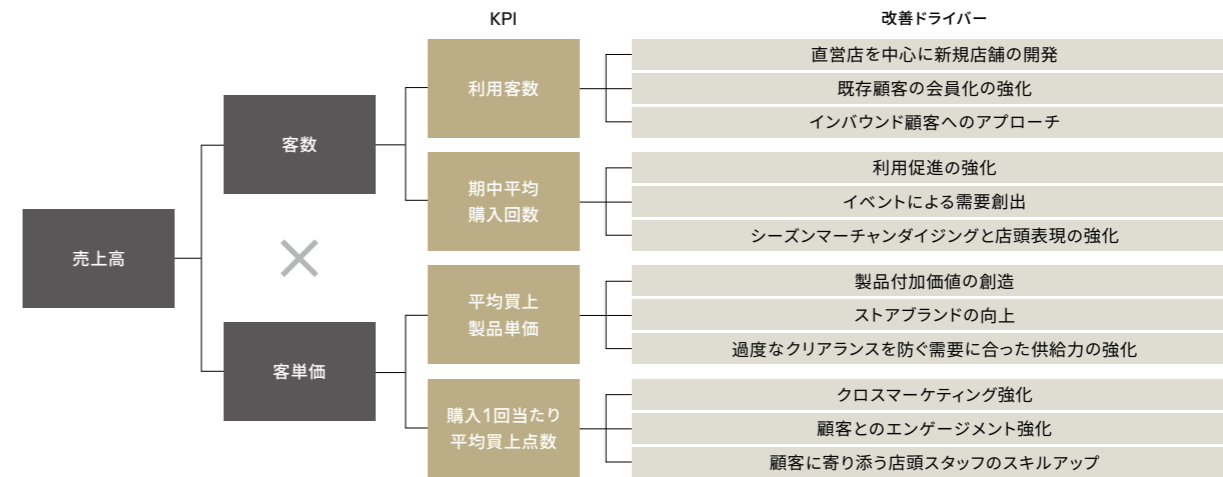 KPI
改善ドライバー
売上高
客数
×
客単価
利用客数
直営店を中心に新規店舗の開発
既存顧客の会員化の強化
インバウンド顧客へのアプローチ
期中平均
購入回数
利用促進の強化
イベントによる需要創出
シーズンマーチャンダイジングと店頭表現の強化
平均買上
製品単価
製品付加価値の創造
ストアブランドの向上
過度なクリアランスを防ぐ需要に合った供給力の強化
購入1回当たり
平均買上点数
クロスマーケティング強化
顧客とのエンゲージメント強化
顧客に寄り添う店頭スタッフのスキルアップ